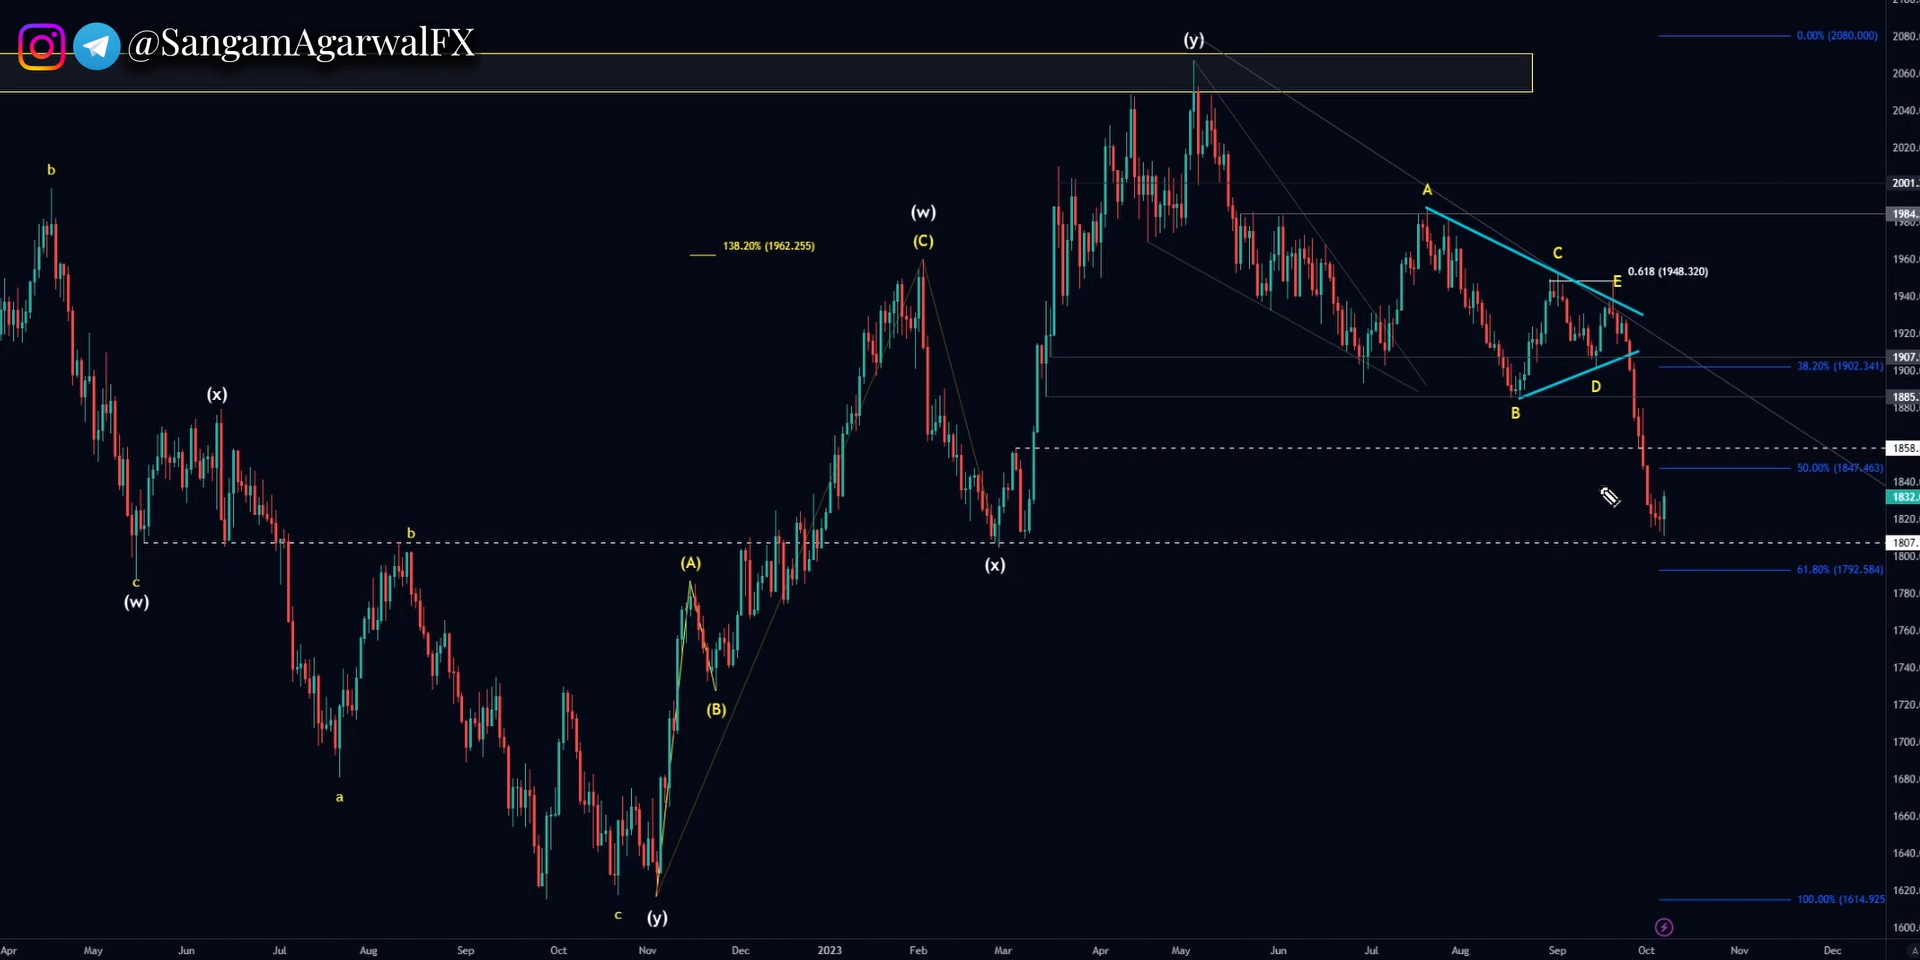 @SangamAgarwalFX
(y)
0.00% (2080.000)
2080.
2060.
2040.
2020.
b
A
2001.
(w)
1984.
(C)
138.20% (1962.255)
C
1960.
0.618 (1948.320)
E
1940.
1920.
1907.
38.20% (1902.341)
1900.
D
(x)
1885.
B
1880.
1858.
50.00% (1847.463)
1840.
1832.
b
1820.
1807.
1800.
(A)
(x)
61.80% (1792.584)
c
(w)
1780.
1760.
1740.
(B)
1720.
1700.
a
1680.
1660.
1640.
1620.
100.00% (1614.925
c
(y)
1600.
Apr May Jun Jul Aug Sep Oct Nov Dec 2023 Feb Mar Apr May Jun Jul Aug Sep Oct Nov Dec
A